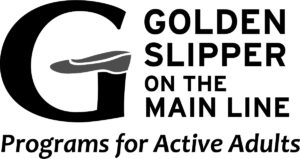 G GOLDEN
SLIPPER
ON THE
MAIN LINE
Programs for Active Adults